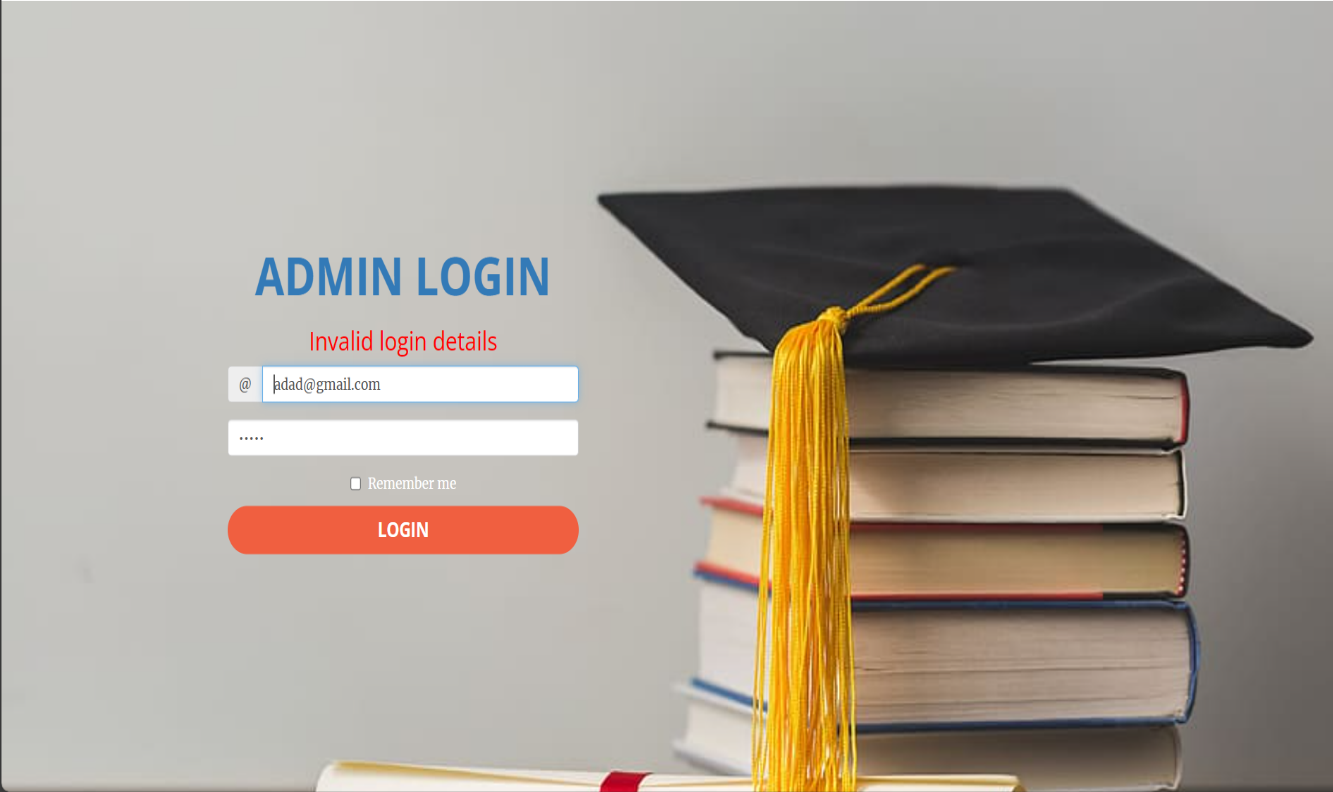 ADMIN LOGIN
Invalid login details
@ adad@gmail.com
•••••
Remember me
LOGIN